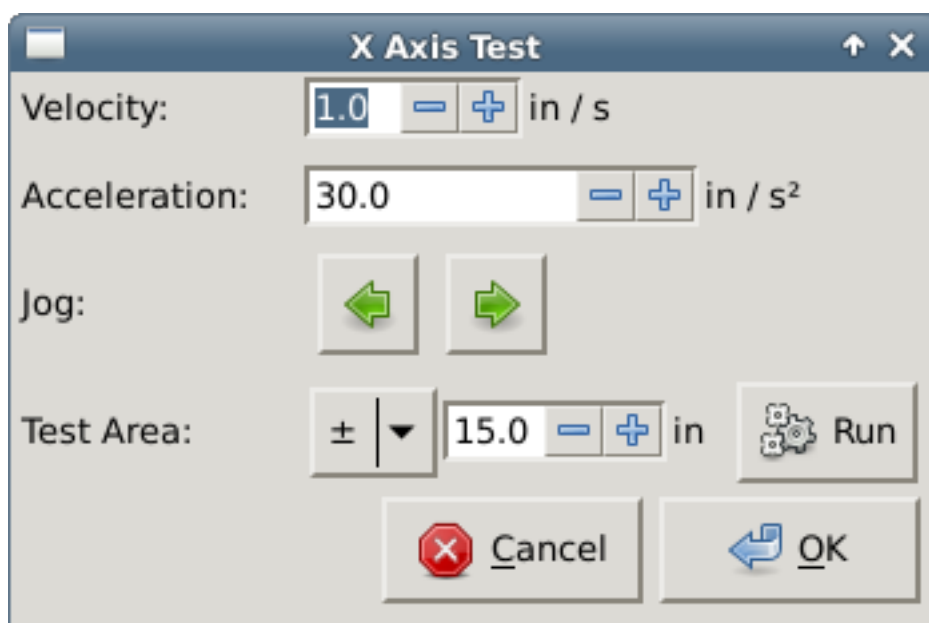 X Axis Test
Velocity: 1.0 in / s
Acceleration: 30.0 in / s²
Jog:
Test Area: ± 15.0 in Run
Cancel OK